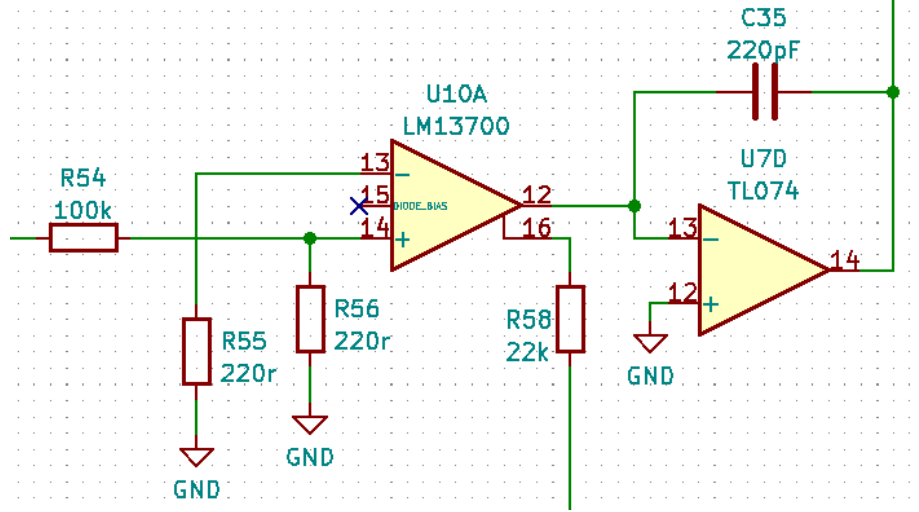 C35
220pF
U10A
LM13700
13
-
15
DIODE_BIAS
14
+
12
16
R54
100k
U7D
TL074
13
-
14
12
+
R56
220r
R55
220r
R58
22k
GND
GND
GND